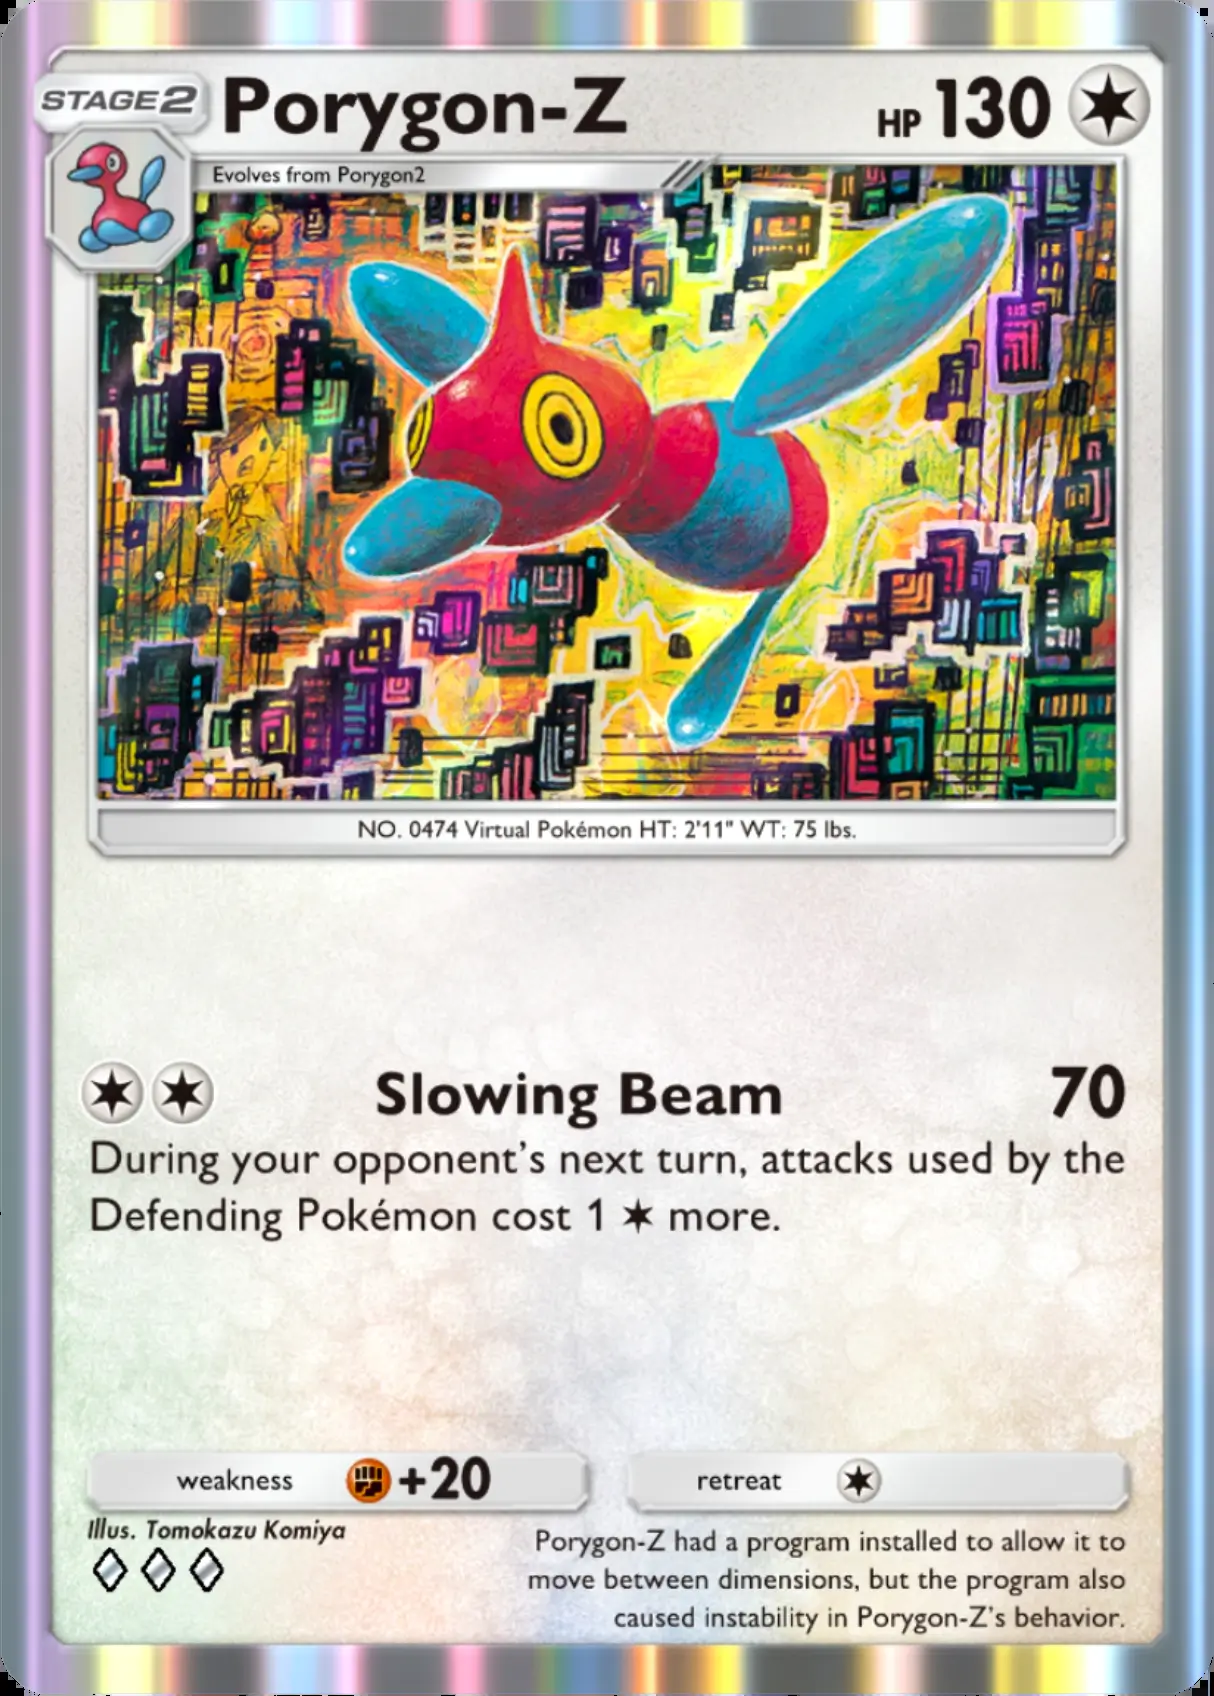 STAGE2
Porygon-Z
HP 130
Evolves from Porygon2
NO. 0474 Virtual Pokémon HT: 2'11" WT: 75 lbs.
Slowing Beam 70
During your opponent's next turn, attacks used by the
Defending Pokémon cost 1 ✶ more.
weakness +20
retreat
Illus. Tomokazu Komiya
Porygon-Z had a program installed to allow it to
move between dimensions, but the program also
caused instability in Porygon-Z's behavior.